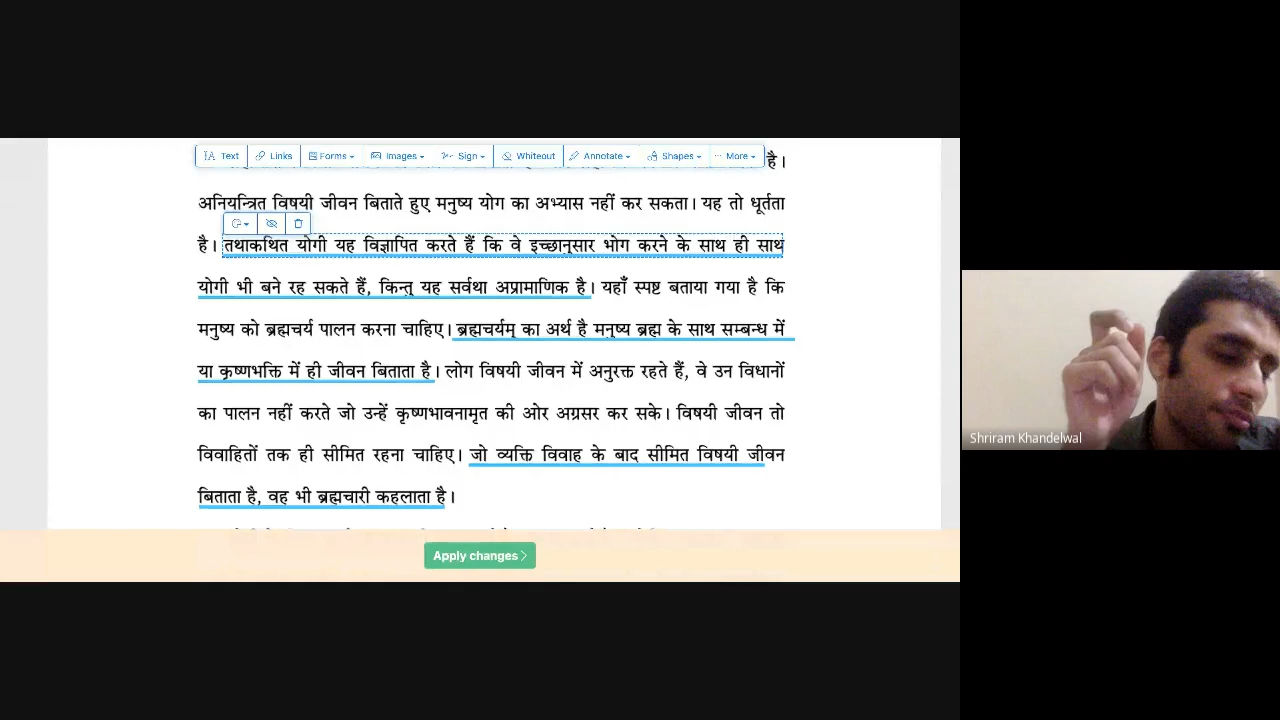 Text Links Forms Images Sign Whiteout Annotate Shapes More है।
अनियन्त्रित विषयी जीवन बिताते हुए मनुष्य योग का अभ्यास नहीं कर सकता। यह तो धूर्तता
है। तथाकथित योगी यह विज्ञापित करते हैं कि वे इच्छानुसार भोग करने के साथ ही साथ
योगी भी बने रह सकते हैं, किन्तु यह सर्वथा अप्रामाणिक है। यहाँ स्पष्ट बताया गया है कि
मनुष्य को ब्रह्मचर्य पालन करना चाहिए। ब्रह्मचर्यम् का अर्थ है मनुष्य ब्रह्म के साथ सम्बन्ध में
या कृष्णभक्ति में ही जीवन बिताता है। लोग विषयी जीवन में अनुरक्त रहते हैं, वे उन विधानों
का पालन नहीं करते जो उन्हें कृष्णभावनामृत की ओर अग्रसर कर सके। विषयी जीवन तो
विवाहितों तक ही सीमित रहना चाहिए। जो व्यक्ति विवाह के बाद सीमित विषयी जीवन
बिताता है, वह भी ब्रह्मचारी कहलाता है।
Apply changes
Shriram Khandelwal